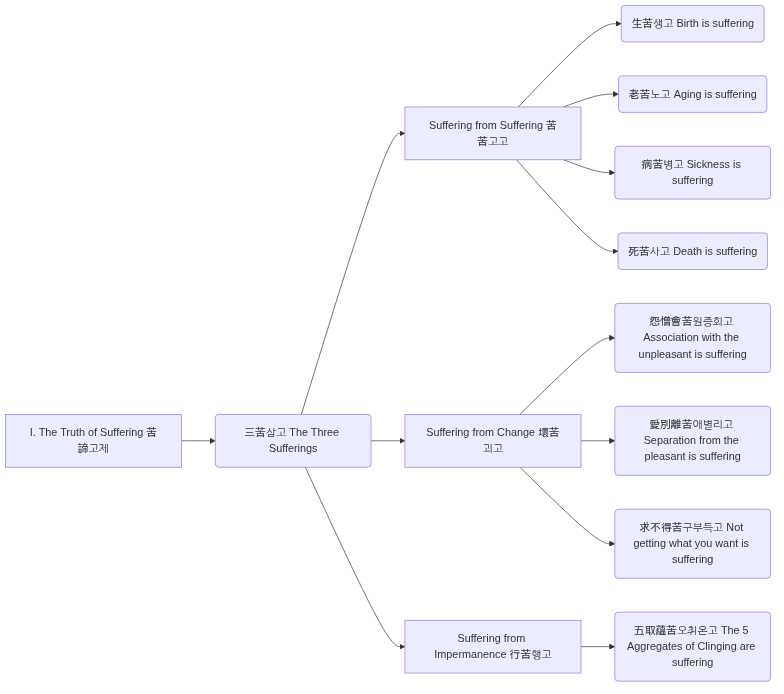 I. The Truth of Suffering 苦
諦고제
三苦삼고 The Three
Sufferings
Suffering from Suffering 苦
苦고고
生苦생고 Birth is suffering
老苦노고 Aging is suffering
病苦병고 Sickness is
suffering
死苦사고 Death is suffering
Suffering from Change 壞苦
괴고
怨憎會苦원증회고
Association with the
unpleasant is suffering
愛別離苦애별리고
Separation from the
pleasant is suffering
求不得苦구부득고 Not
getting what you want is
suffering
Suffering from
Impermanence 行苦행고
五取蘊苦오취온고 The 5
Aggregates of Clinging are
suffering